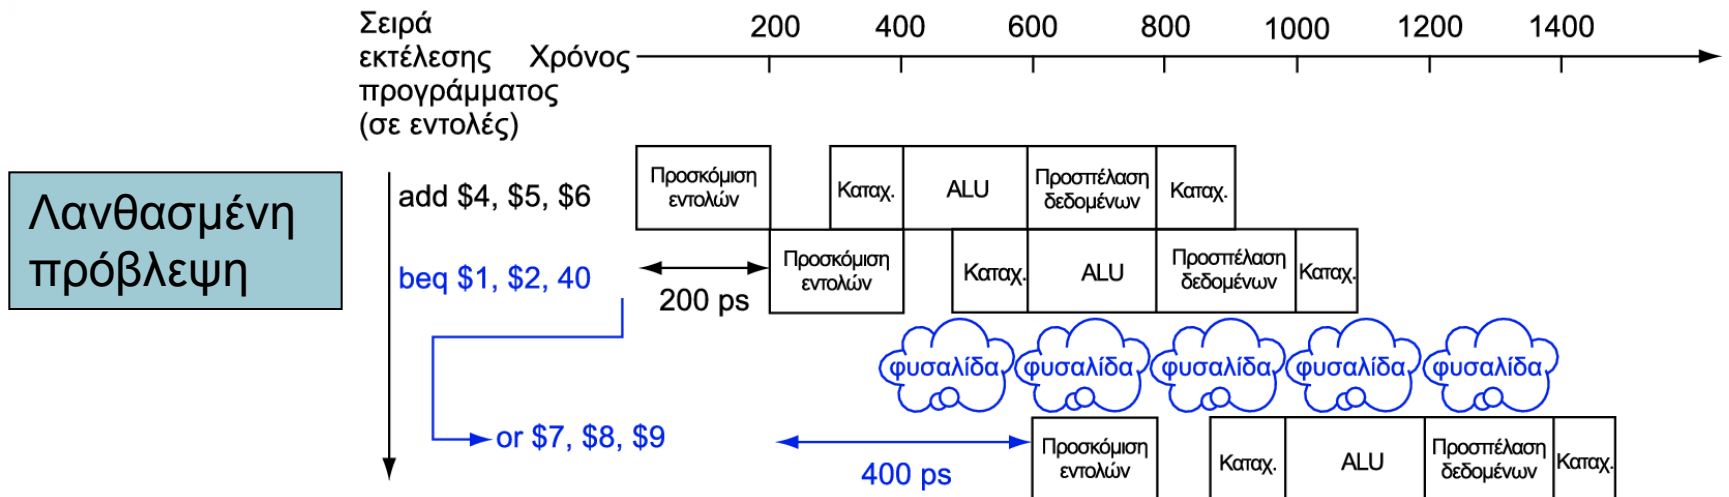 Σειρά
εκτέλεσης Χρόνος
προγράμματος
(σε εντολές)
200 400 600 800 1000 1200 1400
Λανθασμένη
πρόβλεψη
add $4, $5, $6
Προσκόμιση
εντολών
Καταχ.
ALU
Προσπέλαση
δεδομένων
Καταχ.
beq $1, $2, 40
200 ps
Προσκόμιση
εντολών
Καταχ.
ALU
Προσπέλαση
δεδομένων
Καταχ.
φυσαλίδα φυσαλίδα φυσαλίδα φυσαλίδα φυσαλίδα
or $7, $8, $9
400 ps
Προσκόμιση
εντολών
Καταχ.
ALU
Προσπέλαση
δεδομένων
Καταχ.